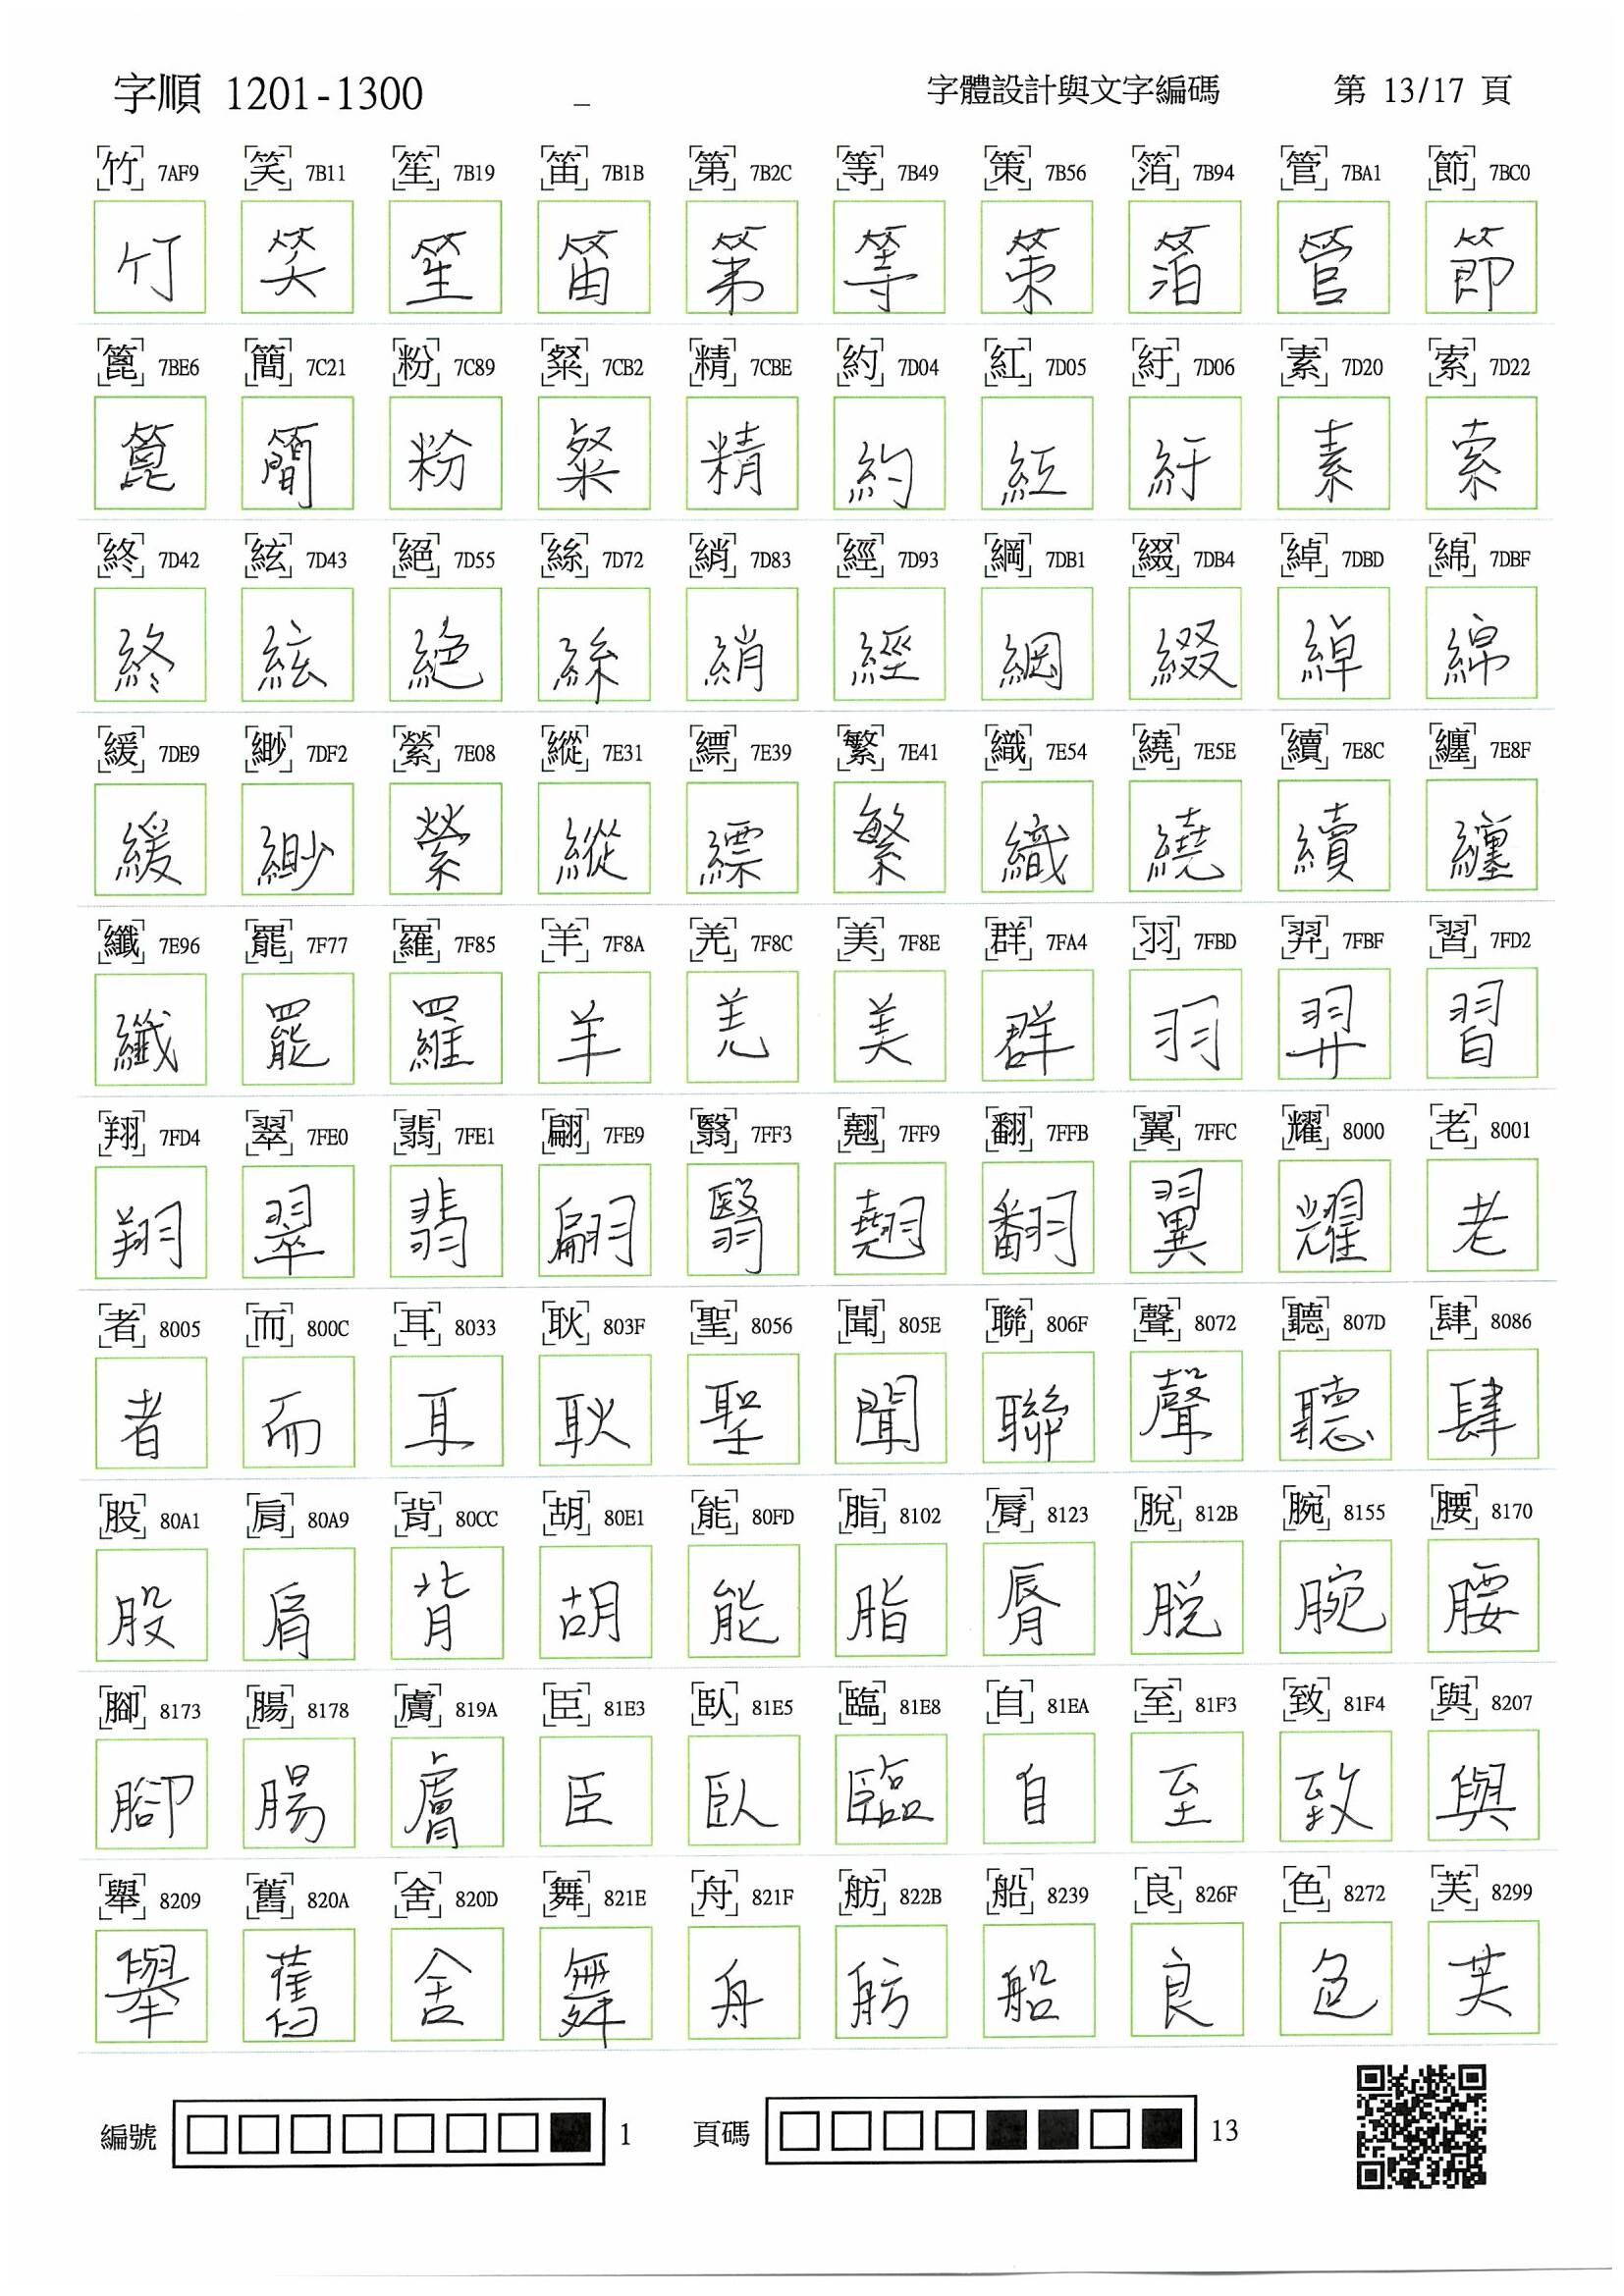 字順 1201-1300 _ 字體設計與文字編碼 第 13/17 頁
竹 7AF9 笑 7B11 笙 7B19 笛 7B1B 第 7B2C 等 7B49 策 7B56 箔 7B94 管 7BA1 節 7BC0
竹 笑 笙 笛 第 等 策 箔 管 節
篦 7BE6 簡 7C21 粉 7C89 粲 7CB2 精 7CBE 約 7D04 紅 7D05 紆 7D06 素 7D20 索 7D22
篦 簡 粉 粲 精 約 紅 紆 素 索
終 7D42 絃 7D43 絕 7D55 絲 7D72 綃 7D83 經 7D93 綱 7DB1 綴 7DB4 綽 7DBD 綿 7DBF
終 絃 絕 絲 綃 經 綱 綴 綽 綿
緩 7DE9 緲 7DF2 縈 7E08 縱 7E31 縹 7E39 繁 7E41 織 7E54 繞 7E5E 續 7E8C 纏 7E8F
緩 緲 縈 縱 縹 繁 織 繞 續 纏
纖 7E96 罷 7F77 羅 7F85 羊 7F8A 羌 7F8C 美 7F8E 群 7FA4 羽 7FBD 羿 7FBF 習 7FD2
纖 罷 羅 羊 羌 美 群 羽 羿 習
翔 7FD4 翠 7FE0 翡 7FE1 翩 7FE9 翳 7FF3 翹 7FF9 翻 7FFB 翼 7FFC 耀 8000 老 8001
翔 翠 翡 翩 翳 翹 翻 翼 耀 老
者 8005 而 800C 耳 8033 耿 803F 聖 8056 聞 805E 聯 806F 聲 8072 聽 807D 肆 8086
者 而 耳 耿 聖 聞 聯 聲 聽 肆
股 80A1 肩 80A9 背 80CC 胡 80E1 能 80FD 脂 8102 脣 8123 脫 812B 腕 8155 腰 8170
股 肩 背 胡 能 脂 脣 脫 腕 腰
腳 8173 腸 8178 膚 819A 臣 81E3 臥 81E5 臨 81E8 自 81EA 至 81F3 致 81F4 與 8207
腳 腸 膚 臣 臥 臨 自 至 致 與
舉 8209 舊 820A 舍 820D 舞 821E 舟 821F 舫 822B 船 8239 良 826F 色 8272 芙 8299
舉 舊 舍 舞 舟 舫 船 良 色 芙
編號 1 頁碼 13